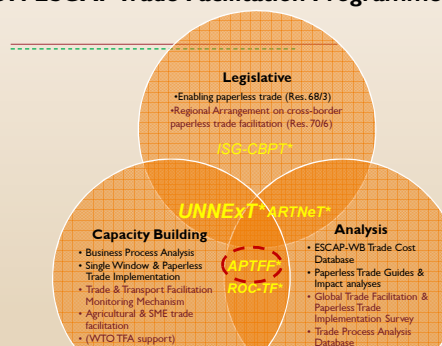 ESCAP Trade Facilitation Programme
Legislative
•Enabling paperless trade (Res. 68/3)
•Regional Arrangement on cross-border
paperless trade facilitation (Res. 70/6)
ISG-CBPT*
UNNExT* ARTNeT*
Capacity Building
• Business Process Analysis
• Single Window & Paperless
Trade Implementation
• Trade & Transport Facilitation
Monitoring Mechanism
• Agricultural & SME trade
facilitation
• (WTO TFA support)
APTFF*
ROC-TF*
Analysis
• ESCAP-WB Trade Cost
Database
• Paperless Trade Guides &
Impact analyses
• Global Trade Facilitation &
Paperless Trade
Implementation Survey
• Trade Process Analysis
Database